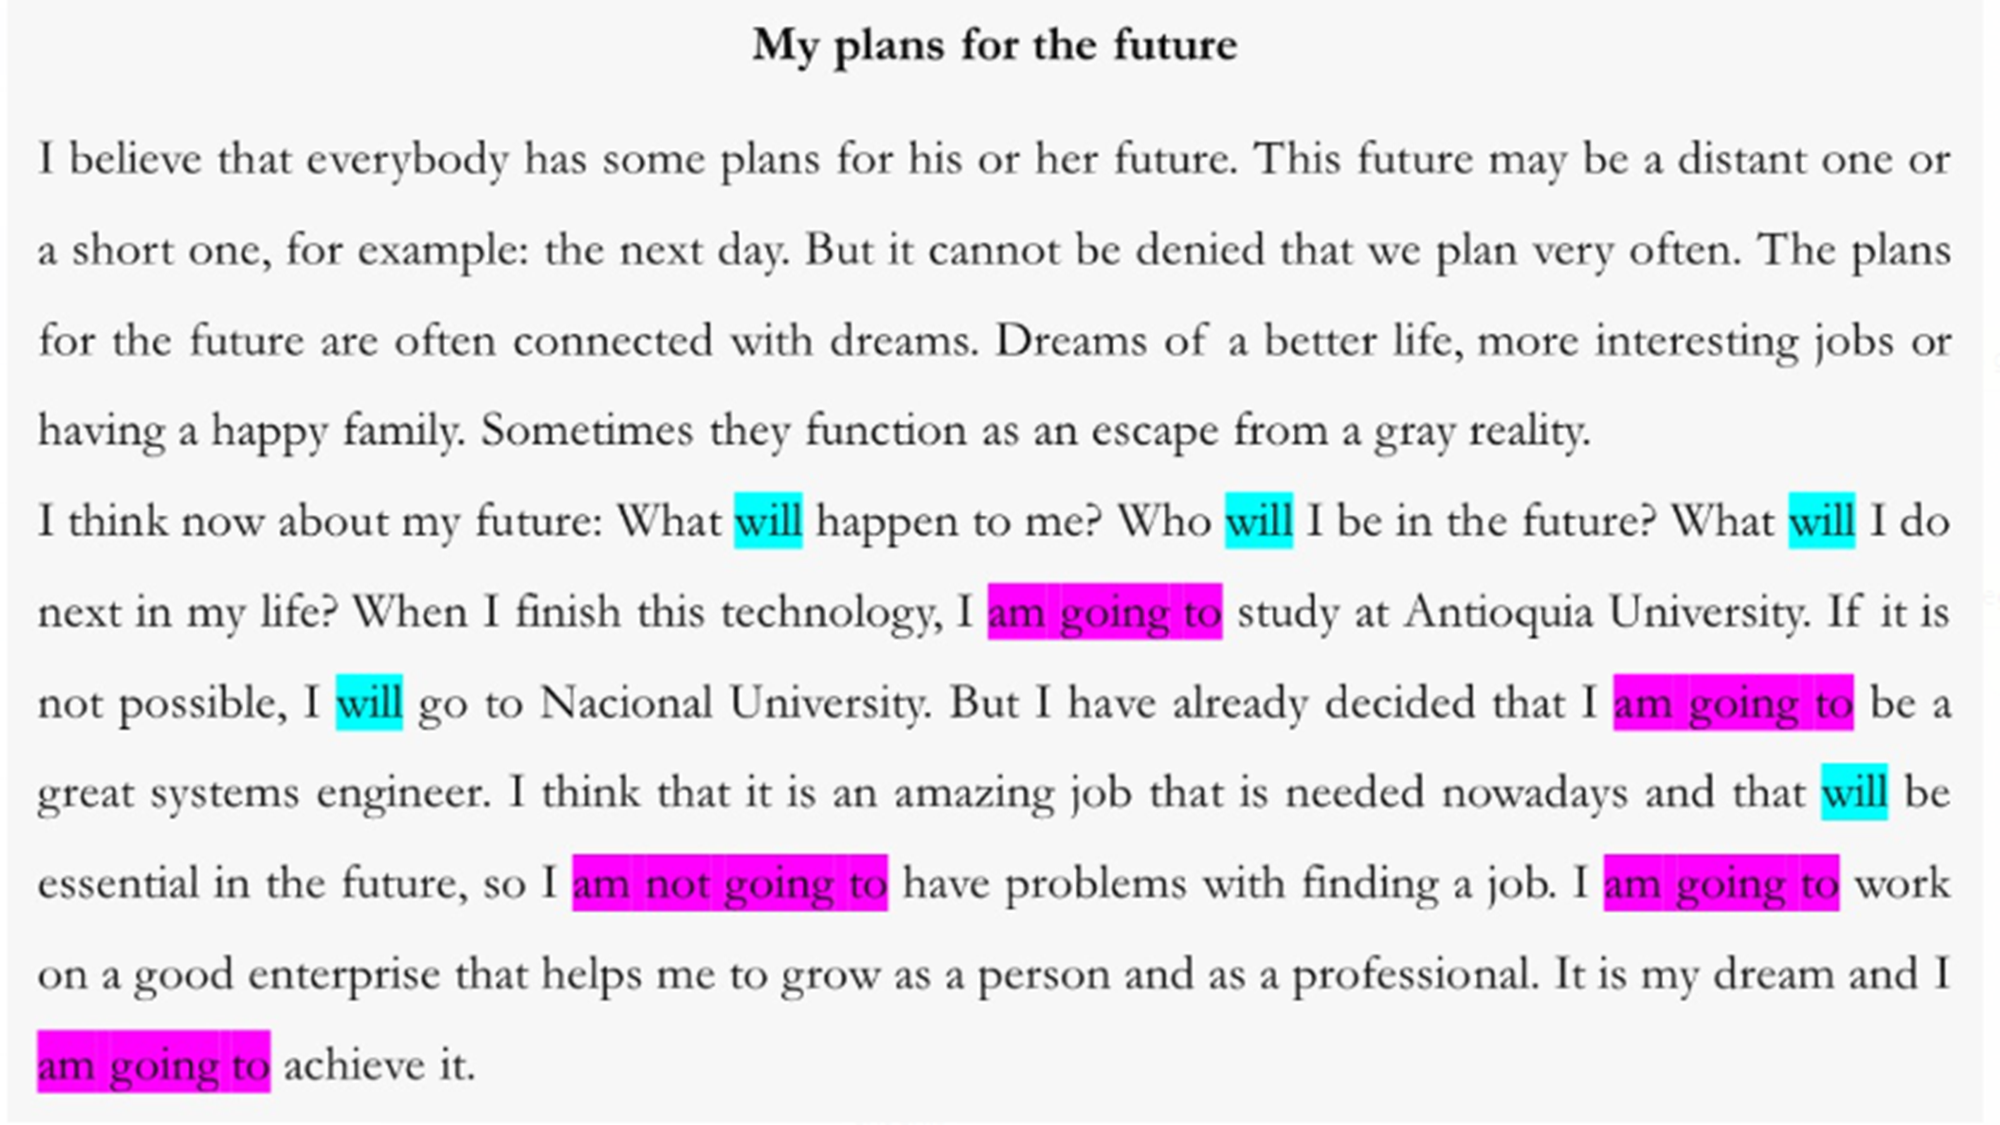 My plans for the future
I believe that everybody has some plans for his or her future. This future may be a distant one or
a short one, for example: the next day. But it cannot be denied that we plan very often. The plans
for the future are often connected with dreams. Dreams of a better life, more interesting jobs or
having a happy family. Sometimes they function as an escape from a gray reality.
I think now about my future: What will happen to me? Who will I be in the future? What will I do
next in my life? When I finish this technology, I am going to study at Antioquia University. If it is
not possible, I will go to Nacional University. But I have already decided that I am going to be a
great systems engineer. I think that it is an amazing job that is needed nowadays and that will be
essential in the future, so I am not going to have problems with finding a job. I am going to work
on a good enterprise that helps me to grow as a person and as a professional. It is my dream and I
am going to achieve it.